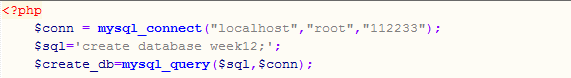 <?php
$conn = mysql_connect("localhost","root","112233");
$sql='create database week12;';
$create_db=mysql_query($sql,$conn);